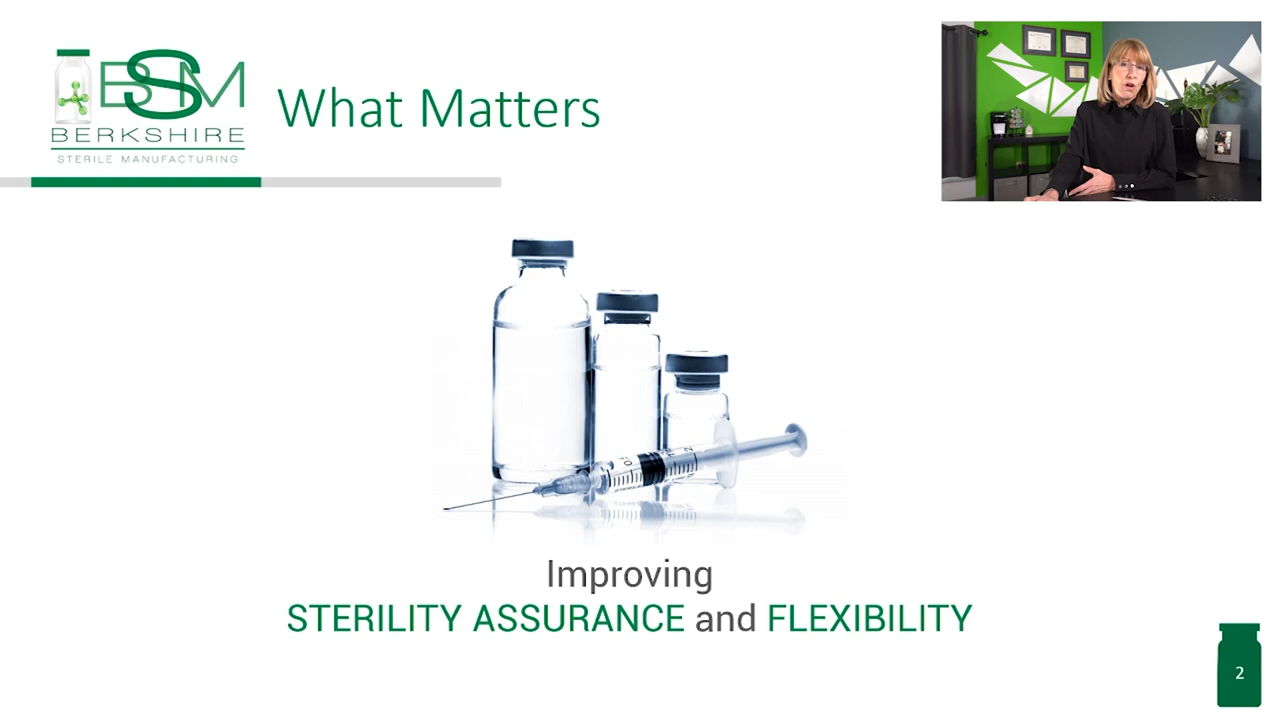 BSM
BERKSHIRE
STERILE MANUFACTURING
What Matters
Improving
STERILITY ASSURANCE and FLEXIBILITY
2